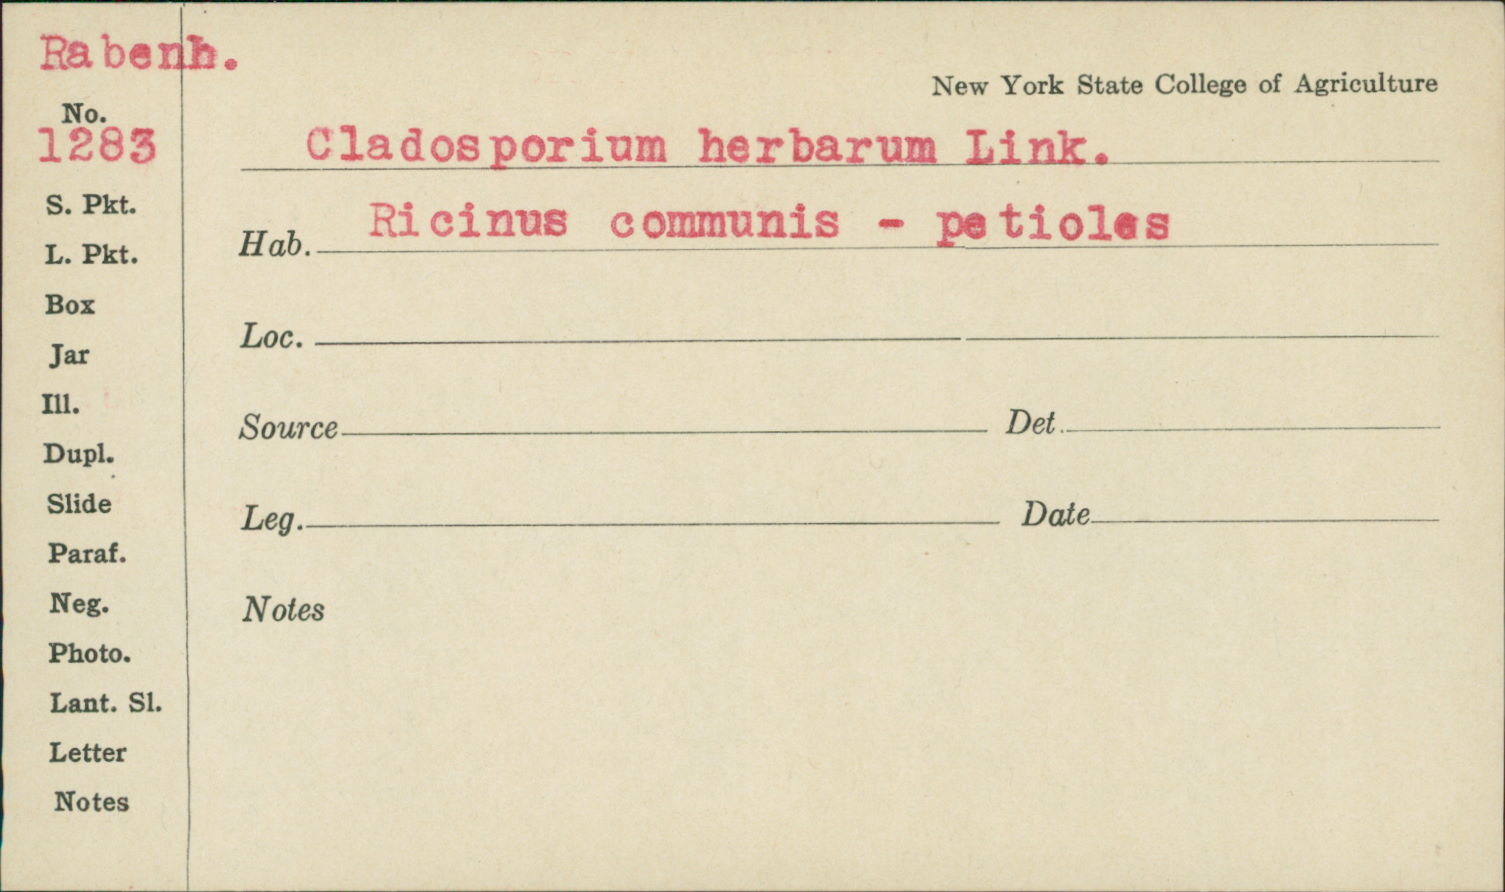 Rabenh.
New York State College of Agriculture
No.
1283
Cladosporium herbarum Link.
Hab. Ricinus communis - petioles
Loc.
Source Det.
Leg. Date
Notes
S. Pkt.
L. Pkt.
Box
Jar
Ill.
Dupl.
Slide
Paraf.
Neg.
Photo.
Lant. Sl.
Letter
Notes